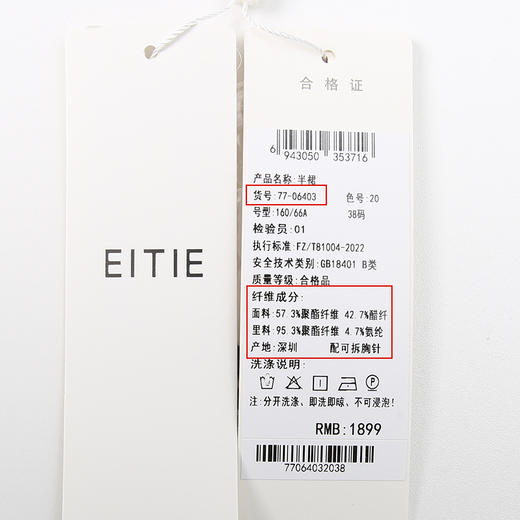 EITIE
合格证
6 943050 353716
产品名称:半裙
货号:77-06403 色号:20
号型:160/66A 38码
检验员:01
执行标准:FZ/T81004-2022
安全技术类别:GB18401 B类
质量等级:合格品
纤维成分:
面料:57.3%聚酯纤维 42.7%醋纤
里料:95.3%聚酯纤维 4.7%氨纶
产地:深圳 配可拆胸针
洗涤说明:
注:分开洗涤、即洗即晾、不可浸泡!
RMB:1899
77064032038